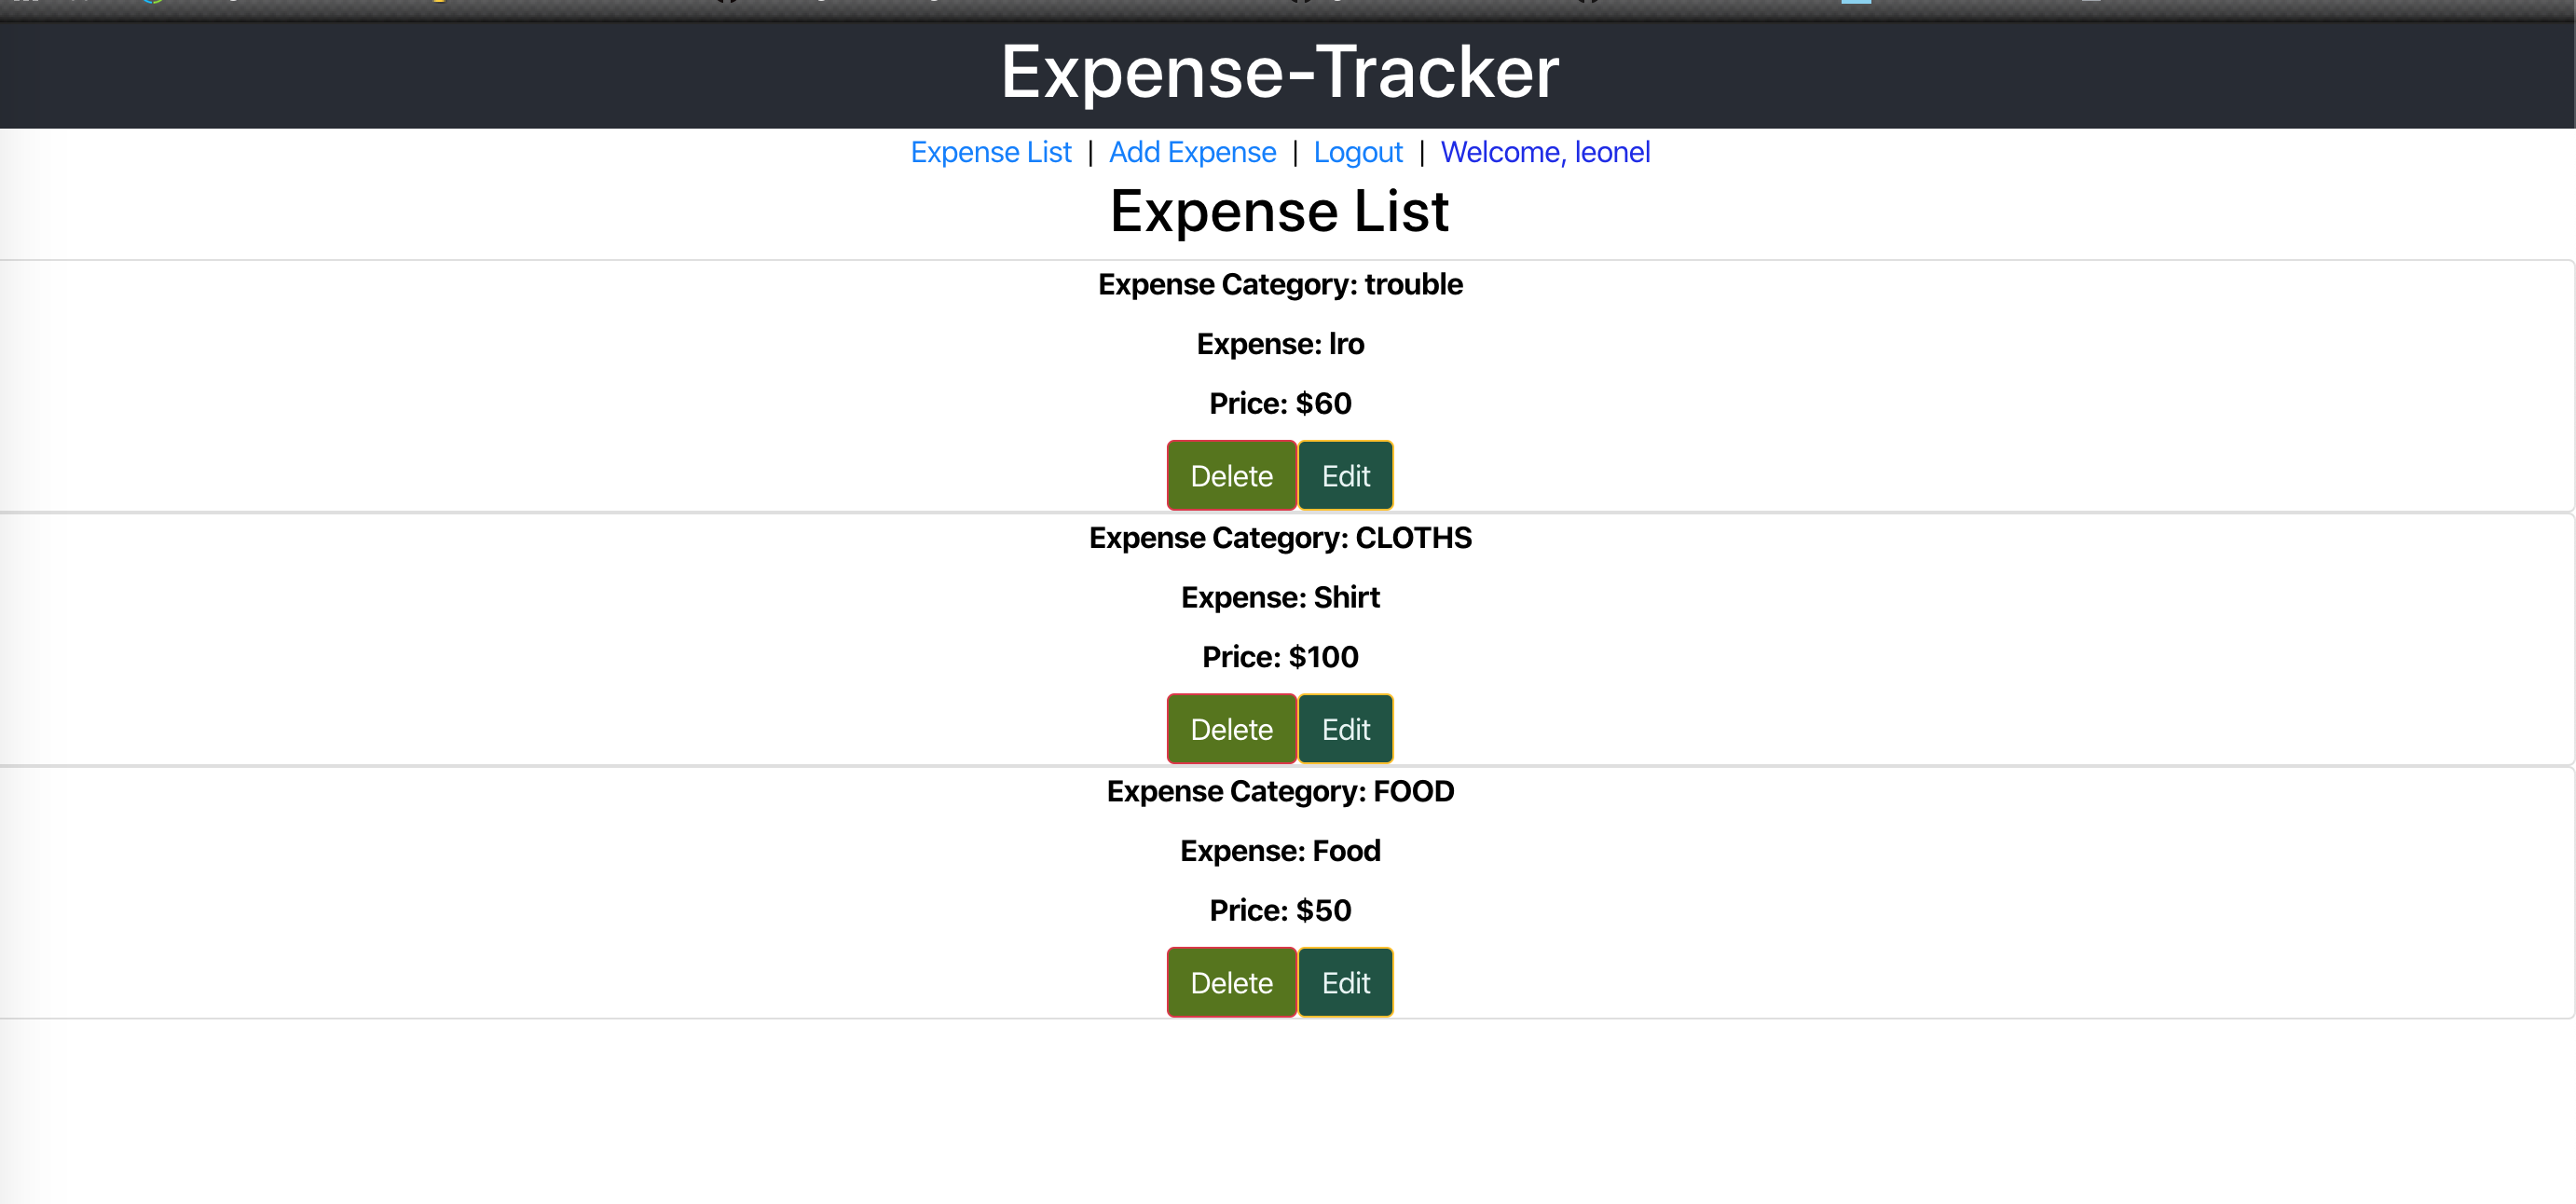 Expense-Tracker
Expense List | Add Expense | Logout | Welcome, leonel
Expense List
Expense Category: trouble
Expense: lro
Price: $60
Delete Edit
Expense Category: CLOTHS
Expense: Shirt
Price: $100
Delete Edit
Expense Category: FOOD
Expense: Food
Price: $50
Delete Edit